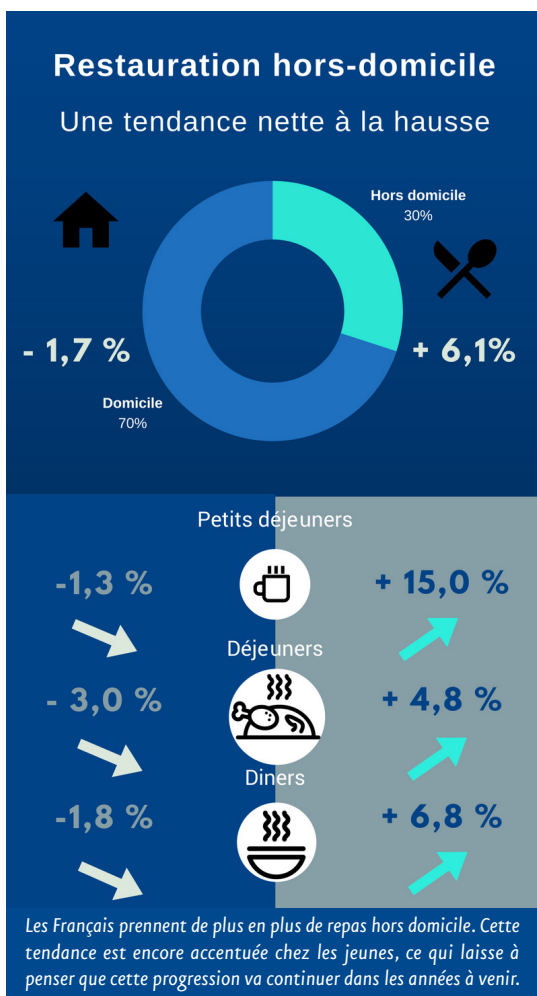 Restauration hors-domicile
Une tendance nette à la hausse
Hors domicile
30%
- 1,7 %
+ 6,1%
Domicile
70%
Petits déjeuners
-1,3 %
+ 15,0 %
Déjeuners
- 3,0 %
+ 4,8 %
Diners
-1,8 %
+ 6,8 %
Les Français prennent de plus en plus de repas hors domicile. Cette
tendance est encore accentuée chez les jeunes, ce qui laisse à
penser que cette progression va continuer dans les années à venir.